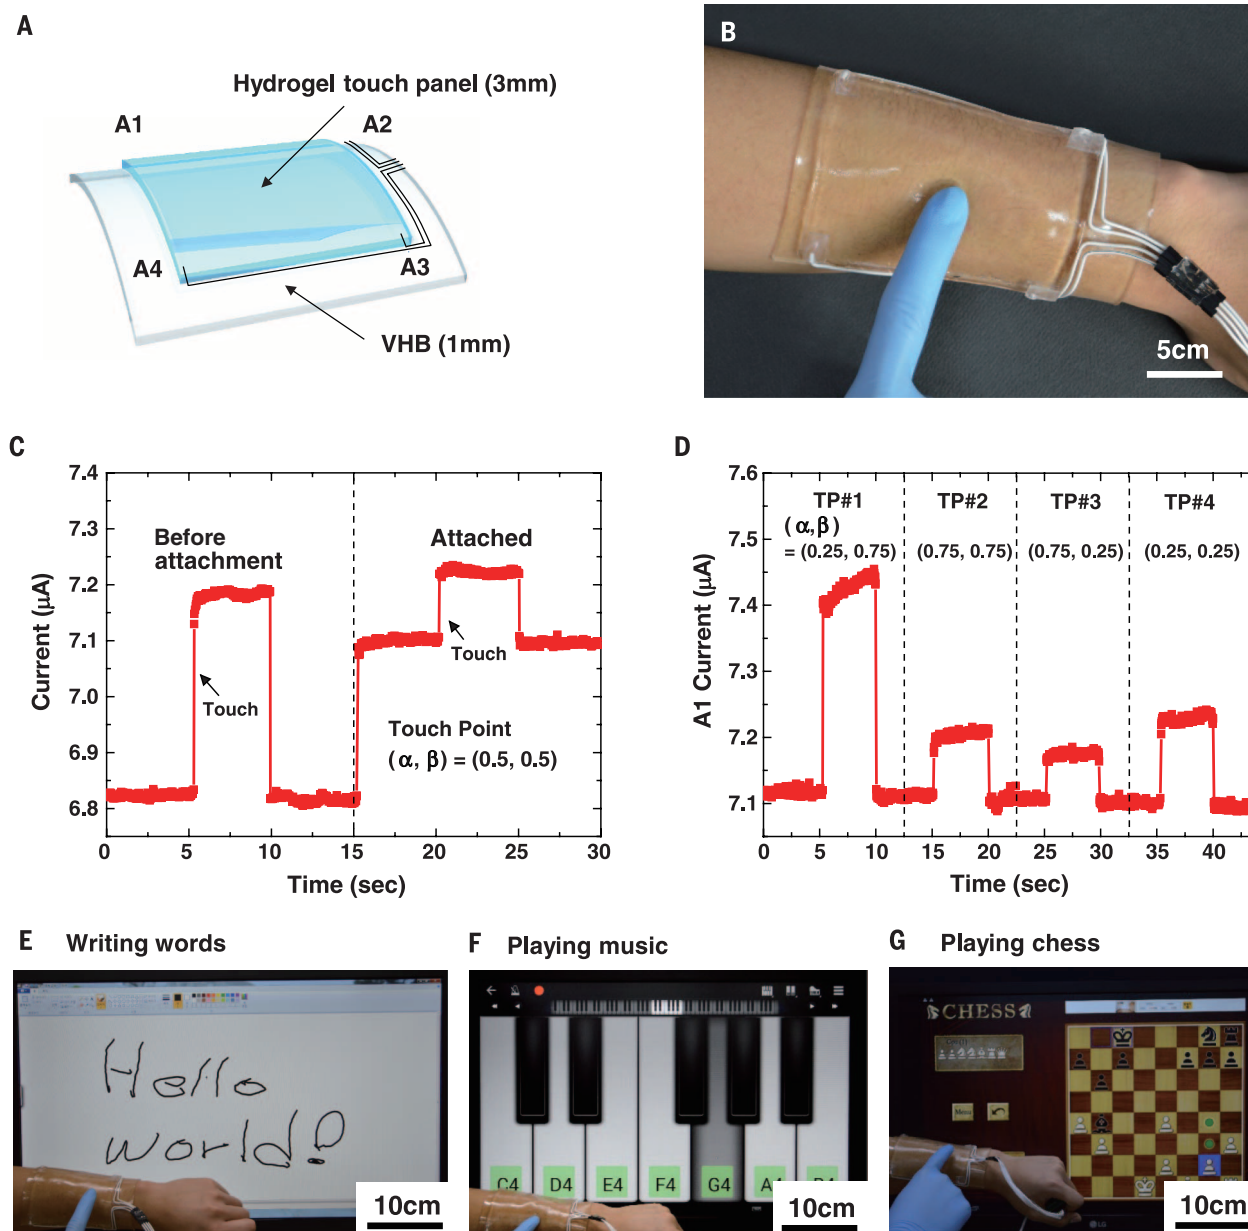 A
Hydrogel touch panel (3mm)
A1
A2
A4
A3
VHB (1mm)
B
5cm
C
7.4
7.3
7.2
7.1
7.0
6.9
6.8
Current (μA)
Before
attachment
Attached
Touch
Touch
Touch Point
(α, β) = (0.5, 0.5)
0
5
10
15
20
25
30
Time (sec)
D
7.6
7.5
7.4
7.3
7.2
7.1
A1 Current (μA)
TP#1
TP#2
TP#3
TP#4
(α,β)
= (0.25, 0.75)
(0.75, 0.75)
(0.75, 0.25)
(0.25, 0.25)
0
5
10
15
20
25
30
35
40
Time (sec)
E Writing words
Hello
world!
10cm
F Playing music
C4
D4
E4
F4
G4
A4
10cm
G Playing chess
CHESS
Menu
LG
10cm